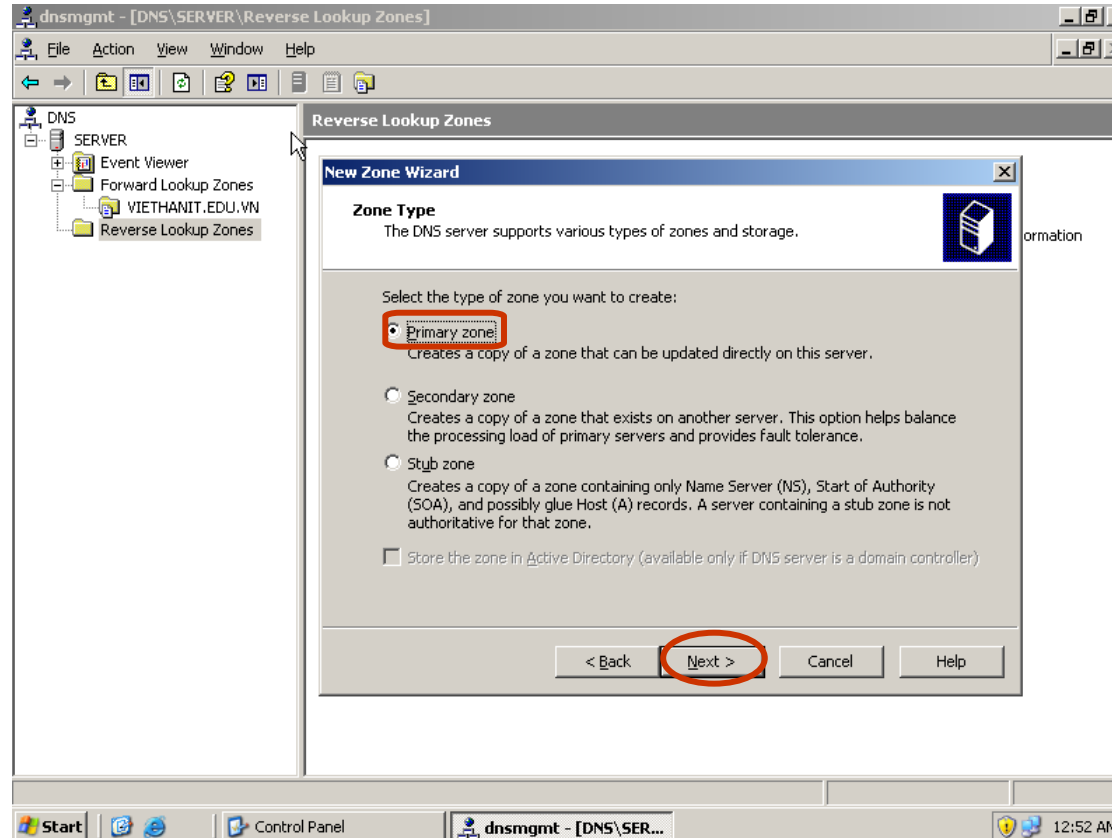 dnsmgmt - [DNS\SERVER\Reverse Lookup Zones]
File Action View Window Help
DNS
SERVER
Event Viewer
Forward Lookup Zones
VIETHANIT.EDU.VN
Reverse Lookup Zones
Reverse Lookup Zones
ormation
New Zone Wizard
Zone Type
The DNS server supports various types of zones and storage.
Select the type of zone you want to create:
Primary zone
Creates a copy of a zone that can be updated directly on this server.
Secondary zone
Creates a copy of a zone that exists on another server. This option helps balance
the processing load of primary servers and provides fault tolerance.
Stub zone
Creates a copy of a zone containing only Name Server (NS), Start of Authority
(SOA), and possibly glue Host (A) records. A server containing a stub zone is not
authoritative for that zone.
Store the zone in Active Directory (available only if DNS server is a domain controller)
< Back Next > Cancel Help
Start Control Panel dnsmgmt - [DNS\SER... 12:52 AM